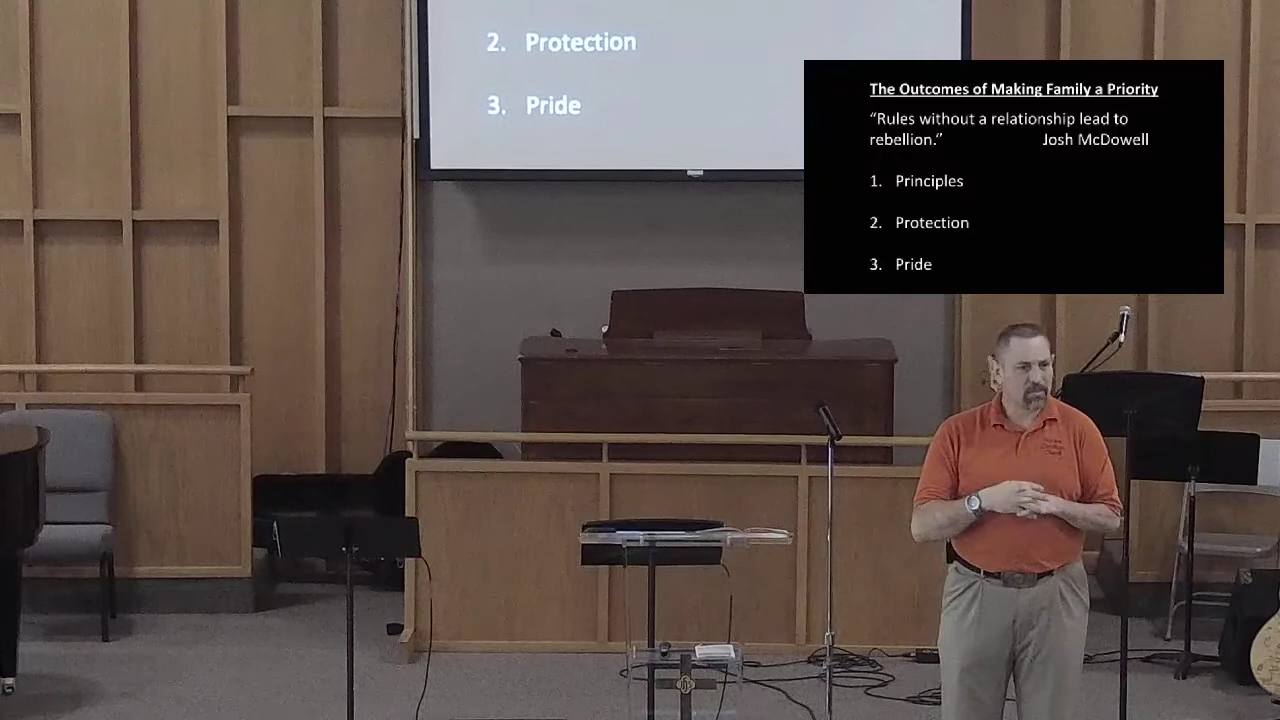 2. Protection
3. Pride
The Outcomes of Making Family a Priority
“Rules without a relationship lead to
rebellion.” Josh McDowell
1. Principles
2. Protection
3. Pride